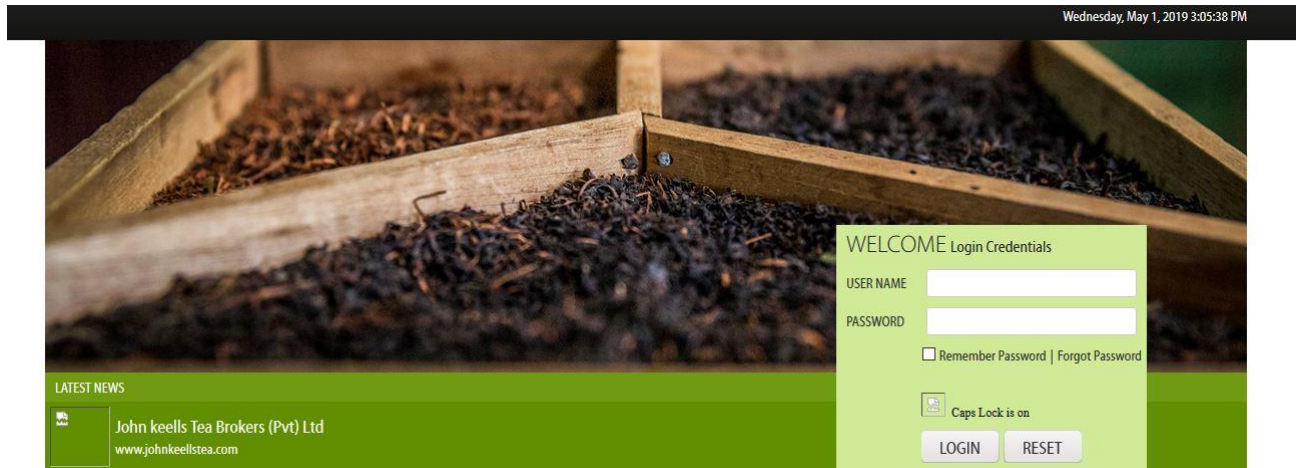 Wednesday, May 1, 2019 3:05:38 PM
WELCOME Login Credentials
USER NAME
PASSWORD
Remember Password | Forgot Password
Caps Lock is on
LOGIN RESET
LATEST NEWS
John keells Tea Brokers (Pvt) Ltd
www.johnkeellstea.com